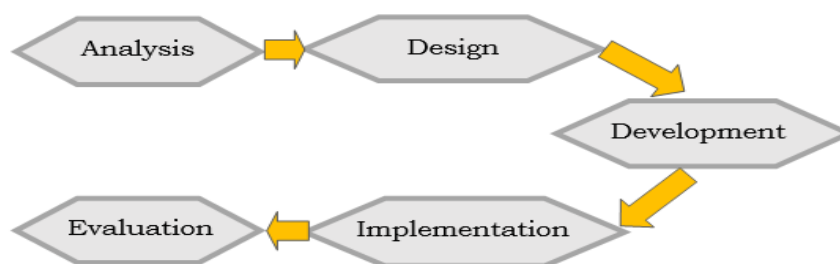 Analysis
Design
Development
Implementation
Evaluation